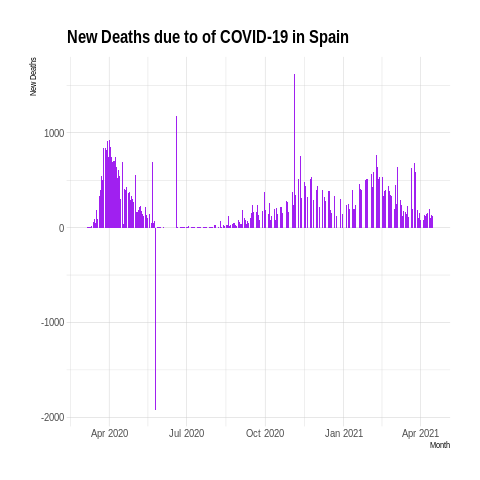 New Deaths due to of COVID-19 in Spain
New Deaths
1000
0
-1000
-2000
Apr 2020 Jul 2020 Oct 2020 Jan 2021 Apr 2021
Month